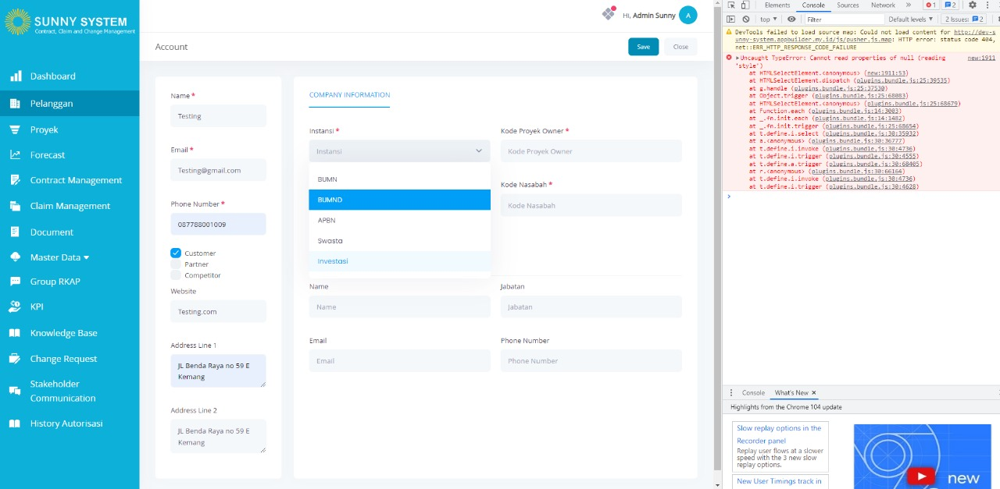 SUNNY SYSTEM
Contract, Claim and Change Management
Dashboard
Pelanggan
Proyek
Forecast
Contract Management
Claim Management
Document
Master Data
Group RKAP
KPI
Knowledge Base
Change Request
Stakeholder
Communication
History Autorisasi
Hi, Admin Sunny A
Account
Save Close
Name *
Testing
Email *
Testing@gmail.com
Phone Number *
087788001009
Customer
Partner
Competitor
Website
Testing.com
Address Line 1
JL Benda Raya no 59 E
Kemang
Address Line 2
JL Benda Raya no 59 E
Kemang
COMPANY INFORMATION
Instansi *
Instansi
BUMN
BUMND
APBN
Swasta
Investasi
Kode Proyek Owner *
Kode Proyek Owner
Kode Nasabah *
Kode Nasabah
Name
Name
Jabatan
Jabatan
Email
Email
Phone Number
Phone Number
Elements Console Sources Network » 1 2
top Filter Default levels 2 Issues: 2
DevTools failed to load source map: Could not load content for http://dev-s
unny-system.appbuilder.my.id/js/pusher.js.map: HTTP error: status code 404,
net::ERR_HTTP_RESPONSE_CODE_FAILURE
Uncaught TypeError: Cannot read properties of null (reading new:1911
'style')
at HTMLSelectElement.<anonymous> (new:1911:53)
at HTMLSelectElement.dispatch (plugins.bundle.js:25:39535)
at g.handle (plugins.bundle.js:25:37530)
at Object.trigger (plugins.bundle.js:25:68083)
at HTMLSelectElement.<anonymous> (plugins.bundle.js:25:68679)
at Function.each (plugins.bundle.js:14:3003)
at _.fn.init.each (plugins.bundle.js:14:1482)
at _.fn.init.trigger (plugins.bundle.js:25:68654)
at t.define.i.select (plugins.bundle.js:30:35932)
at a.<anonymous> (plugins.bundle.js:30:36777)
at t.define.i.invoke (plugins.bundle.js:30:4736)
at t.define.i.trigger (plugins.bundle.js:30:4555)
at t.define.a.trigger (plugins.bundle.js:30:68405)
at r.<anonymous> (plugins.bundle.js:30:66164)
at t.define.i.invoke (plugins.bundle.js:30:4736)
at t.define.i.trigger (plugins.bundle.js:30:4628)
Console What's New ×
Highlights from the Chrome 104 update
Slow replay options in the
Recorder panel
Replay user flows at a slower
speed with the 3 new slow
replay options.
New User Timings track in
new